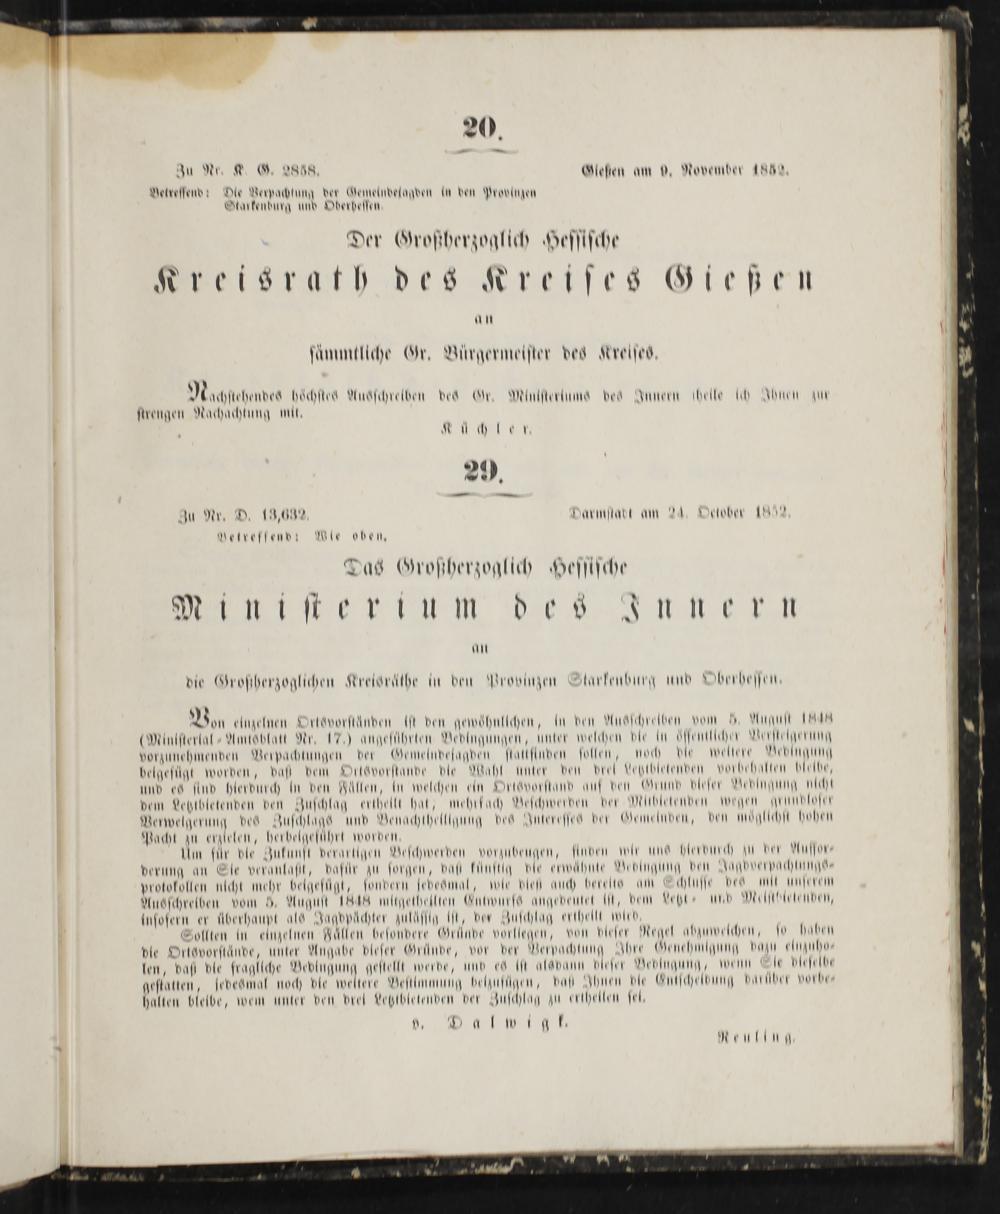 20.
Zu Nr. K. G. 2858.
Gießen am 9. November 1852.
Betreffend: Die Verpachtung der Gemeindejagden in den Provinzen
Starkenburg und Oberhessen.
Der Großherzoglich Hessische
Kreisrath des Kreises Gießen
an
sämmtliche Gr. Bürgermeister des Kreises.
Nachstehendes höchstes Ausschreiben des Gr. Ministeriums des Innern theile ich Ihnen zur
strengen Nachachtung mit.
Küchler.
29.
Zu Nr. D. 13,632.
Darmstadt am 24. October 1852.
Betreffend: Wie oben.
Das Großherzoglich Hessische
Ministerium des Innern
an
die Großherzoglichen Kreisräthe in den Provinzen Starkenburg und Oberhessen.
Von einzelnen Ortsvorständen ist den gewöhnlichen, in den Ausschreiben vom 5. August 1848
(Ministerial-Amtsblatt Nr. 17.) angeführten Bedingungen, unter welchen die in öffentlicher Versteigerung
vorzunehmenden Verpachtungen der Gemeindejagden stattfinden sollen, noch die weitere Bedingung
beigefügt worden, daß dem Ortsvorstande die Wahl unter den drei Letztbietenden vorbehalten bleibe,
und es sind hierdurch in den Fällen, in welchen ein Ortsvorstand auf den Grund dieser Bedingung nicht
dem Letztbietenden den Zuschlag ertheilt hat, mehrfach Beschwerden der Mitbietenden wegen grundloser
Verweigerung des Zuschlags und Benachtheiligung des Interesses der Gemeinden, den möglichst hohen
Pacht zu erzielen, herbeigeführt worden.
Um für die Zukunft derartigen Beschwerden vorzubeugen, finden wir uns hierdurch zu der Auffor-
derung an Sie veranlaßt, dafür zu sorgen, daß künftig die erwähnte Bedingung den Jagdverpachtungs-
protokollen nicht mehr beigefügt, sondern jedesmal, wie dieß auch bereits am Schlusse des mit unserem
Ausschreiben vom 5. August 1848 mitgetheilten Entwurfs angedeutet ist, dem Letzt- und Meistbietenden,
insofern er überhaupt als Jagdpächter zulässig ist, der Zuschlag ertheilt wird.
Sollten in einzelnen Fällen besondere Gründe vorliegen, von dieser Regel abzuweichen, so haben
die Ortsvorstände, unter Angabe dieser Gründe, vor der Verpachtung Ihre Genehmigung dazu einzuho-
len, daß die fragliche Bedingung gestellt werde, und es ist alsdann dieser Bedingung, wenn Sie dieselbe
gestatten, jedesmal noch die weitere Bestimmung beizufügen, daß Ihnen die Entscheidung darüber vorbe-
halten bleibe, wem unter den drei Letztbietenden der Zuschlag zu ertheilen sei.
v. Dalwigk.
Reuling.